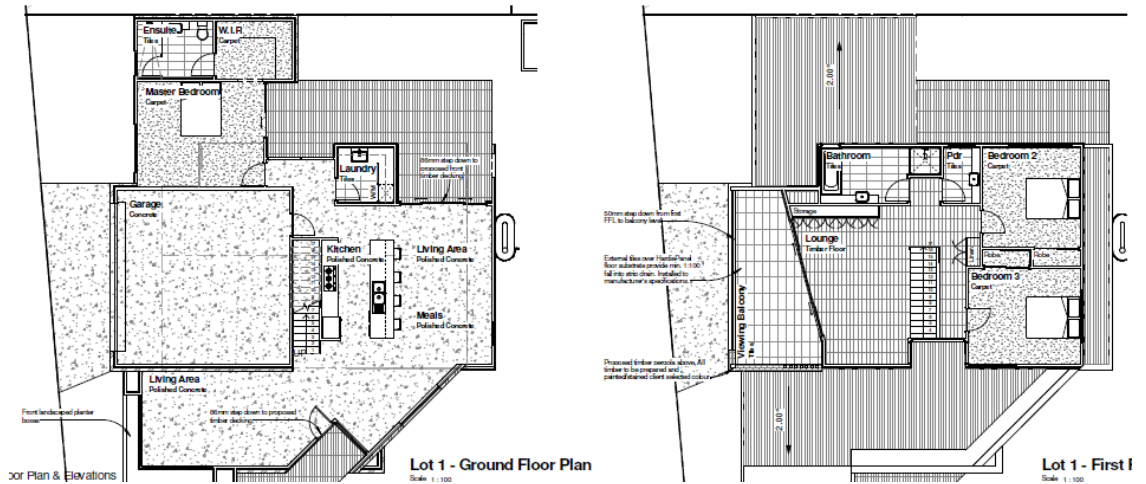 Ensuite
Tiles
W.I.R
Carpet
Master Bedroom
Carpet
Laundry
Tiles
WM
86mm step down to
proposed front
timber decking
Garage
Concrete
Kitchen
Polished Concrete
Living Area
Polished Concrete
Meals
Polished Concrete
UP
Living Area
Polished Concrete
Front landscaped planter
boxes
86mm step down to proposed
timber decking
oor Plan & Elevations
Lot 1 - Ground Floor Plan
Scale 1 : 100
2.00°
Bathroom
Tiles
Pdr
Tiles
Bedroom 2
Carpet
50mm step down from first
FFL to balcony level
Storage
Lounge
Timber Floor
External tiles over HardiePanel
floor substrate provide min. 1:100
fall into strip drain. Installed to
manufacturer's specifications.
Linen
Robe
Robe
Bedroom 3
Carpet
Viewing Balcony
Tiles
Proposed timber pergola above. All
timber to be prepared and
painted/stained client selected colour.
2.00°
Lot 1 - First F
Scale 1 : 100